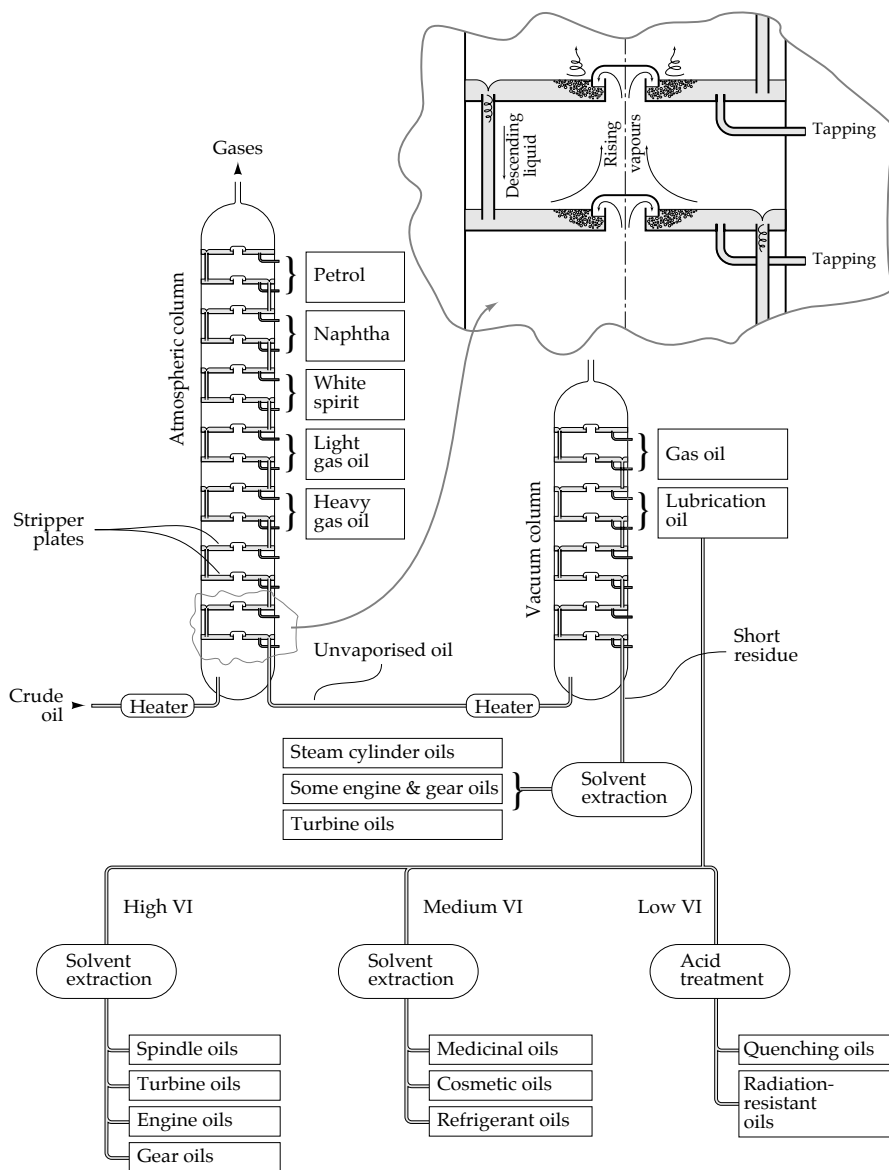 Tapping
Descending
liquid
Rising
vapours
Tapping
Gases
Atmospheric column
Petrol
Naphtha
White
spirit
Light
gas oil
Heavy
gas oil
Stripper
plates
Vacuum column
Gas oil
Lubrication
oil
Unvaporised oil
Short
residue
Crude
oil
Heater
Heater
Steam cylinder oils
Some engine & gear oils
Turbine oils
Solvent
extraction
High VI
Medium VI
Low VI
Solvent
extraction
Solvent
extraction
Acid
treatment
Spindle oils
Turbine oils
Engine oils
Gear oils
Medicinal oils
Cosmetic oils
Refrigerant oils
Quenching oils
Radiation-
resistant
oils